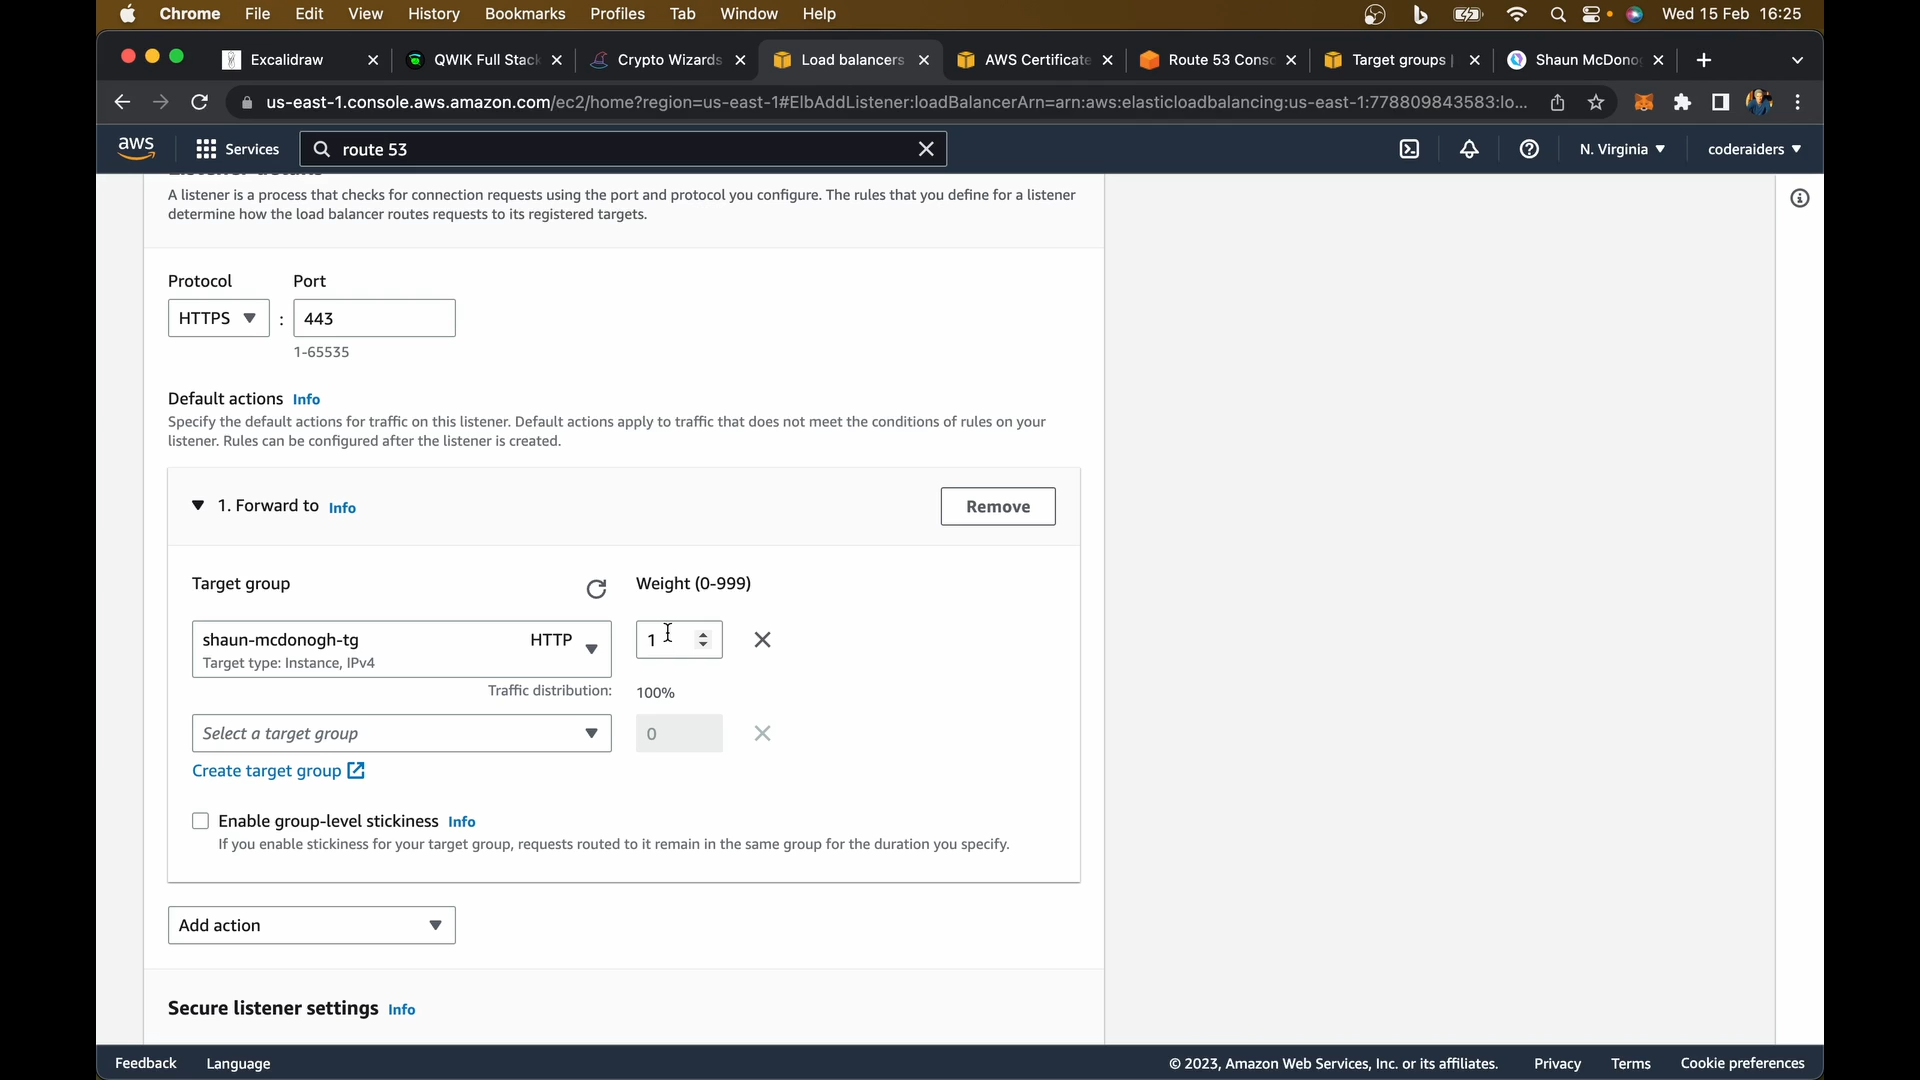 Chrome File Edit View History Bookmarks Profiles Tab Window Help Wed 15 Feb 16:25
Excalidraw QWIK Full Stack Crypto Wizards Load balancers AWS Certificate Route 53 Conso Target groups | Shaun McDono
us-east-1.console.aws.amazon.com/ec2/home?region=us-east-1#ElbAddListener:loadBalancerArn=arn:aws:elasticloadbalancing:us-east-1:778809843583:lo...
aws Services route 53 N. Virginia coderaiders
A listener is a process that checks for connection requests using the port and protocol you configure. The rules that you define for a listener
determine how the load balancer routes requests to its registered targets.
Protocol Port
HTTPS : 443
1-65535
Default actions Info
Specify the default actions for traffic on this listener. Default actions apply to traffic that does not meet the conditions of rules on your
listener. Rules can be configured after the listener is created.
1. Forward to Info Remove
Target group Weight (0-999)
shaun-mcdonogh-tg HTTP 1
Target type: Instance, IPv4
Traffic distribution: 100%
Select a target group 0
Create target group
Enable group-level stickiness Info
If you enable stickiness for your target group, requests routed to it remain in the same group for the duration you specify.
Add action
Secure listener settings Info
Feedback Language © 2023, Amazon Web Services, Inc. or its affiliates. Privacy Terms Cookie preferences